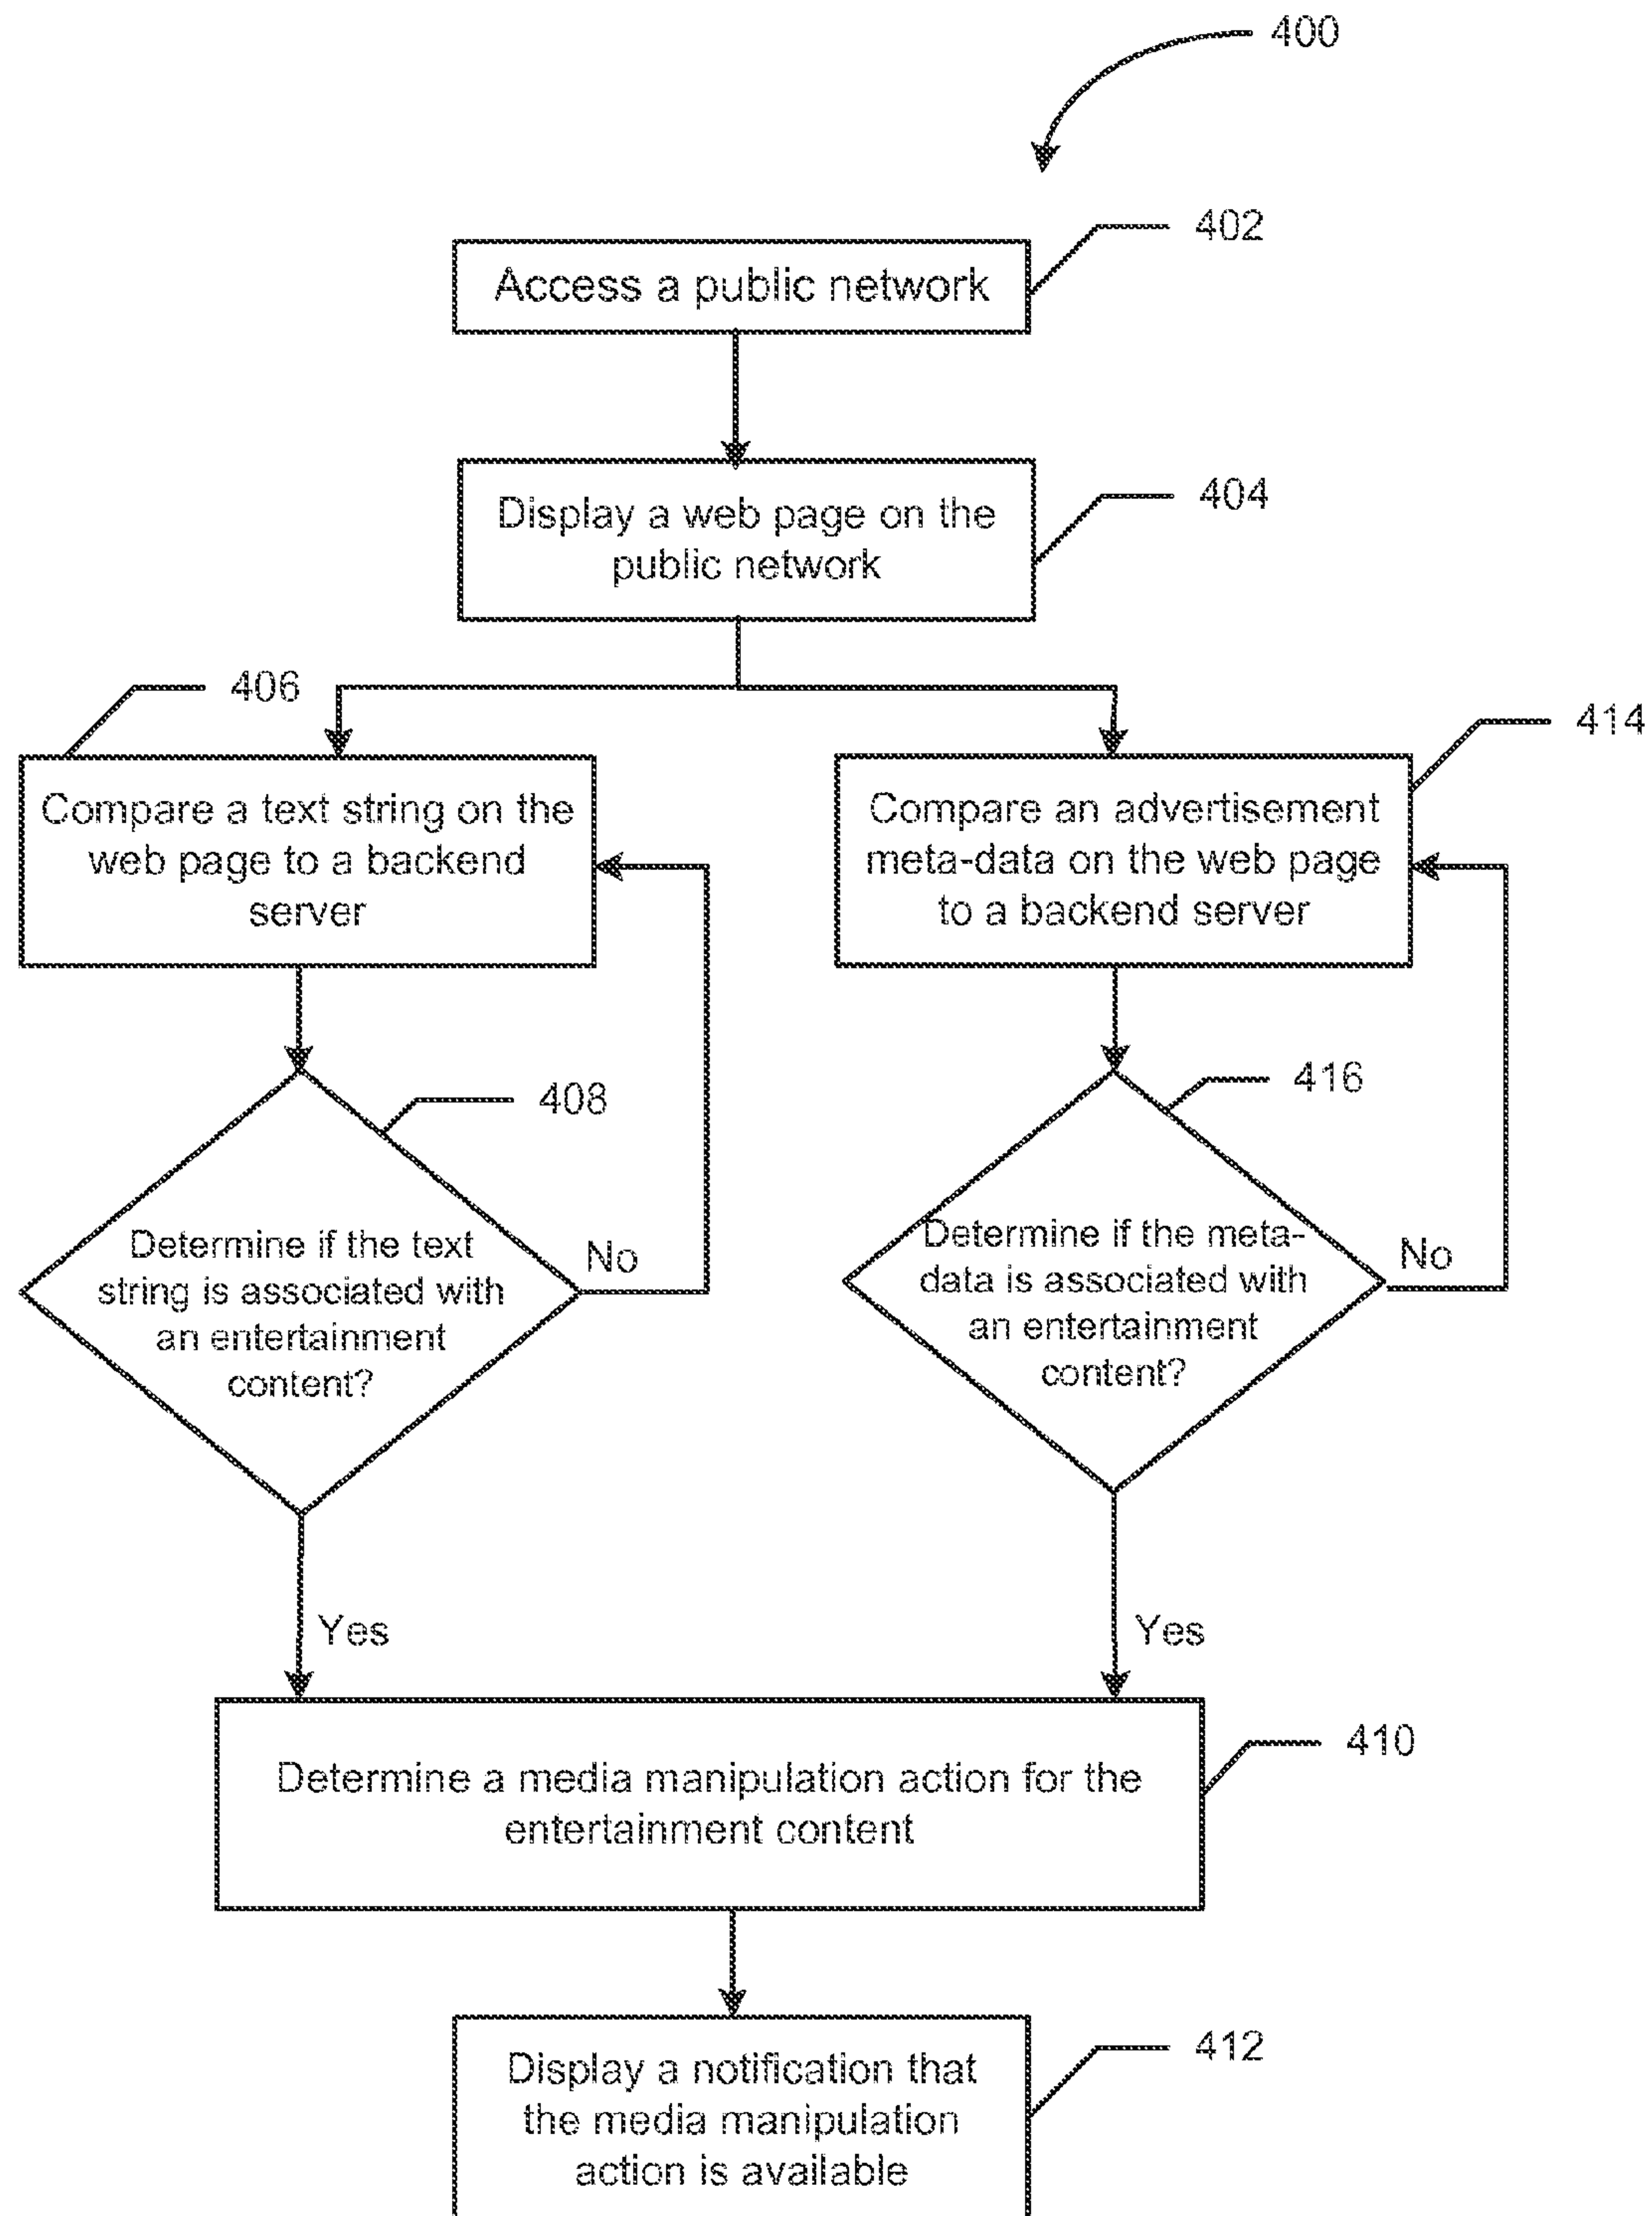 400
402
Access a public network
404
Display a web page on the
public network
406
414
Compare a text string on the
web page to a backend
server
Compare an advertisement
meta-data on the web page
to a backend server
408
416
Determine if the text
string is associated with
an entertainment
content?
No
Determine if the meta-
data is associated with
an entertainment
content?
No
Yes
Yes
410
Determine a media manipulation action for the
entertainment content
412
Display a notification that
the media manipulation
action is available